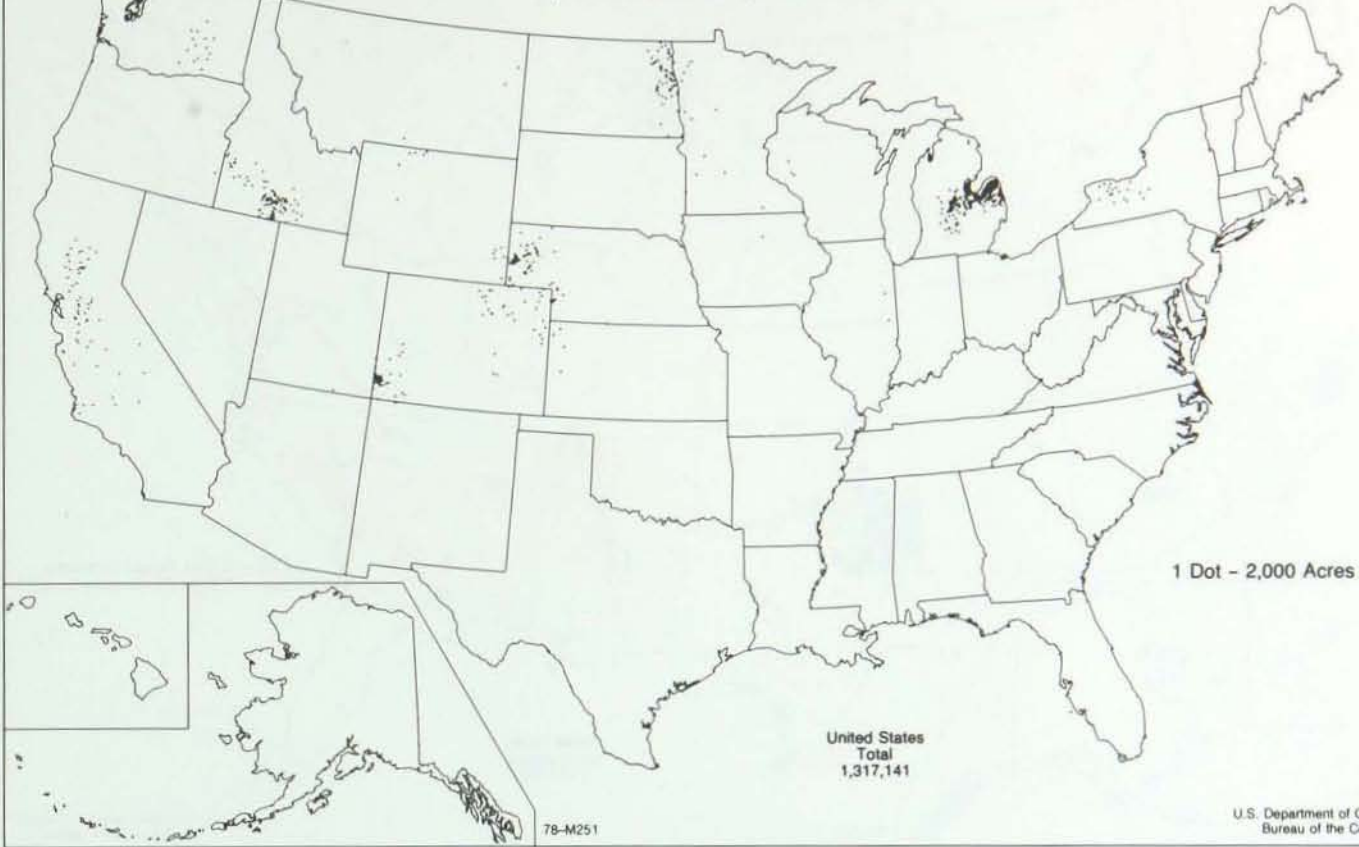 1 Dot – 2,000 Acres
United States
Total
1,317,141
78–M251
U.S. Department of
Bureau of the